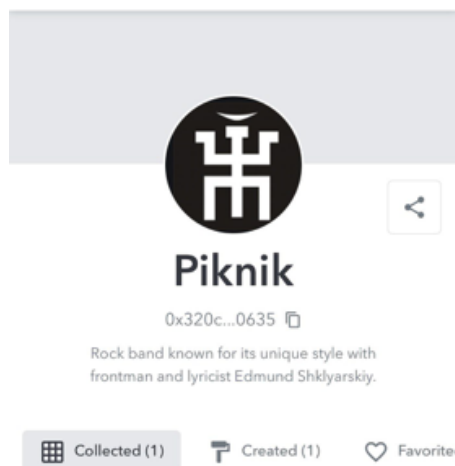 Piknik
0x320c...0635
Rock band known for its unique style with
frontman and lyricist Edmund Shklyarskiy.
Collected (1) Created (1) Favorite